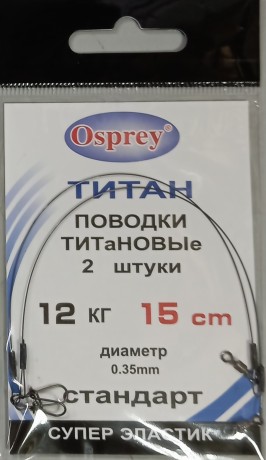 Osprey®
ТИТАН
ПОВОДКИ
ТИТаНОВЫе
2 штуки
12 кг 15 cm
диаметр
0.35mm
стандарт
СУПЕР ЭЛАСТИК